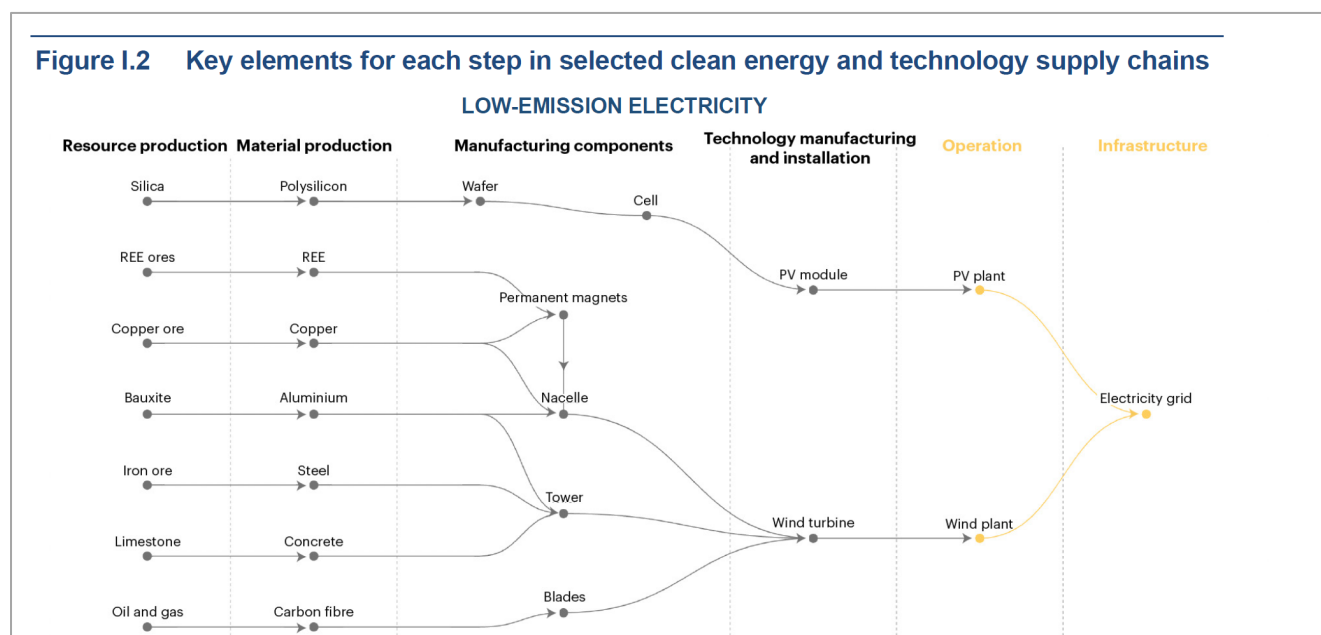 Figure I.2 Key elements for each step in selected clean energy and technology supply chains
LOW-EMISSION ELECTRICITY
Resource production Material production Manufacturing components Technology manufacturing and installation Operation Infrastructure
Silica Polysilicon Wafer Cell
REE ores REE
PV module PV plant
Permanent magnets
Copper ore Copper
Bauxite Aluminium Nacelle Electricity grid
Iron ore Steel
Tower
Wind turbine Wind plant
Limestone Concrete
Blades
Oil and gas Carbon fibre